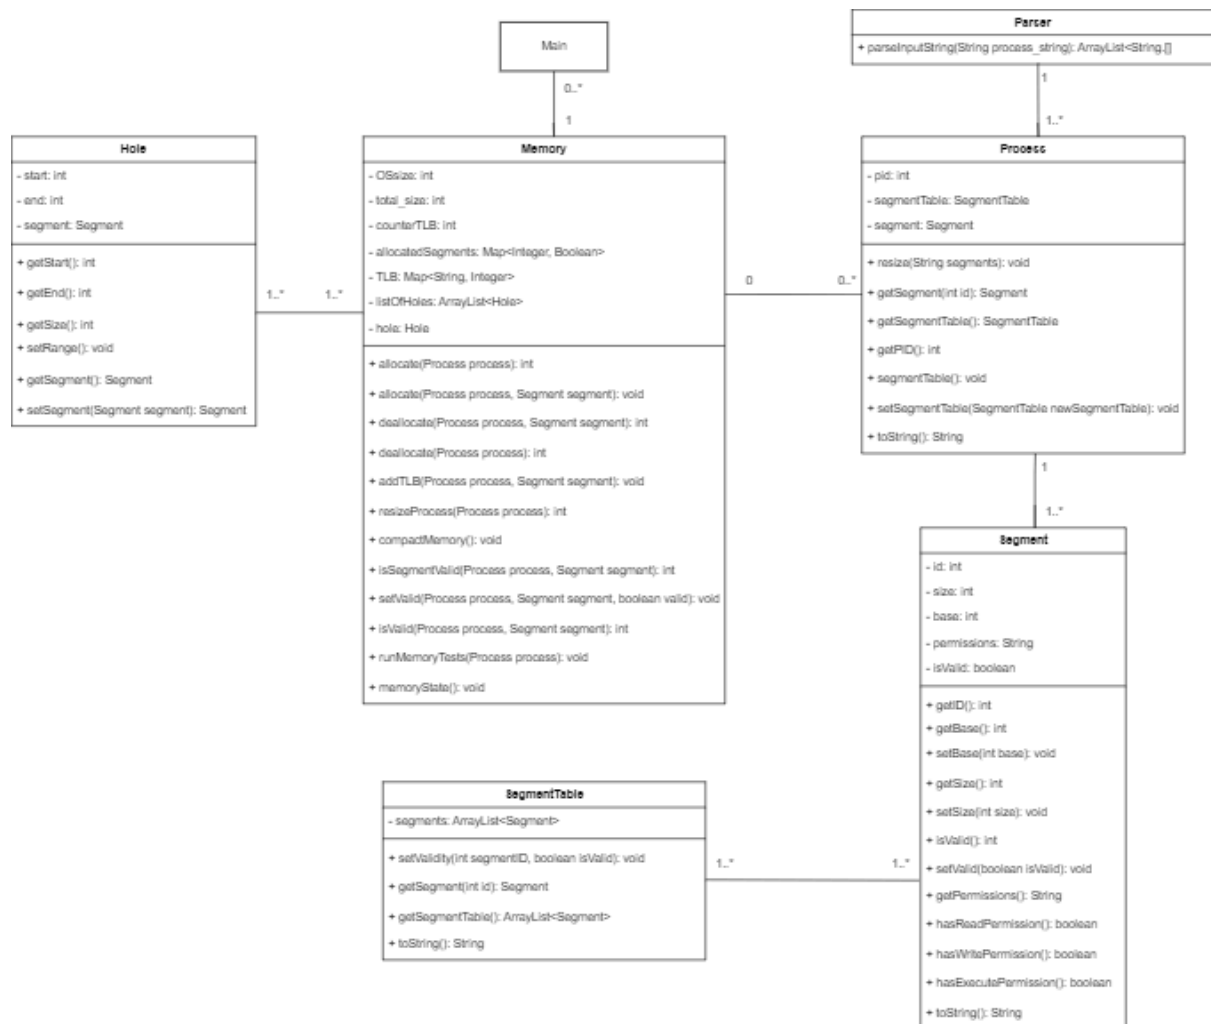 Main
0..*
1
Parser
+ parseInputString(String process_string): ArrayList<String[]
1
1..*
Hole
- start: int
- end: int
- segment: Segment
+ getStart(): int
+ getEnd(): int
+ getSize(): int
+ setRange(): void
+ getSegment(): Segment
+ setSegment(Segment segment): Segment
1..*
1..*
Memory
- OSsize: int
- total_size: int
- counterTLB: int
- allocatedSegments: Map<Integer, Boolean>
- TLB: Map<String, Integer>
- listOfHoles: ArrayList<Hole>
- hole: Hole
+ allocate(Process process): int
+ allocate(Process process, Segment segment): void
+ deallocate(Process process, Segment segment): int
+ deallocate(Process process): int
+ addTLB(Process process, Segment segment): void
+ resizeProcess(Process process): int
+ compactMemory(): void
+ isSegmentValid(Process process, Segment segment): int
+ setValid(Process process, Segment segment, boolean valid): void
+ isValid(Process process, Segment segment): int
+ runMemoryTests(Process process): void
+ memoryState(): void
0
0..*
Process
- pid: int
- segmentTable: SegmentTable
- segment: Segment
+ resize(String segments): void
+ getSegment(int id): Segment
+ getSegmentTable(): SegmentTable
+ getPID(): int
+ segmentTable(): void
+ setSegmentTable(SegmentTable newSegmentTable): void
+ toString(): String
1
1..*
Segment
- id: int
- size: int
- base: int
- permissions: String
- isValid: boolean
+ getID(): int
+ getBase(): int
+ setBase(int base): void
+ getSize(): int
+ setSize(int size): void
+ isValid(): int
+ setValid(boolean isValid): void
+ getPermissions(): String
+ hasReadPermission(): boolean
+ hasWritePermission(): boolean
+ hasExecutePermission(): boolean
+ toString(): String
SegmentTable
- segments: ArrayList<Segment>
+ setValidity(int segmentID, boolean isValid): void
+ getSegment(int id): Segment
+ getSegmentTable(): ArrayList<Segment>
+ toString(): String
1..*
1..*